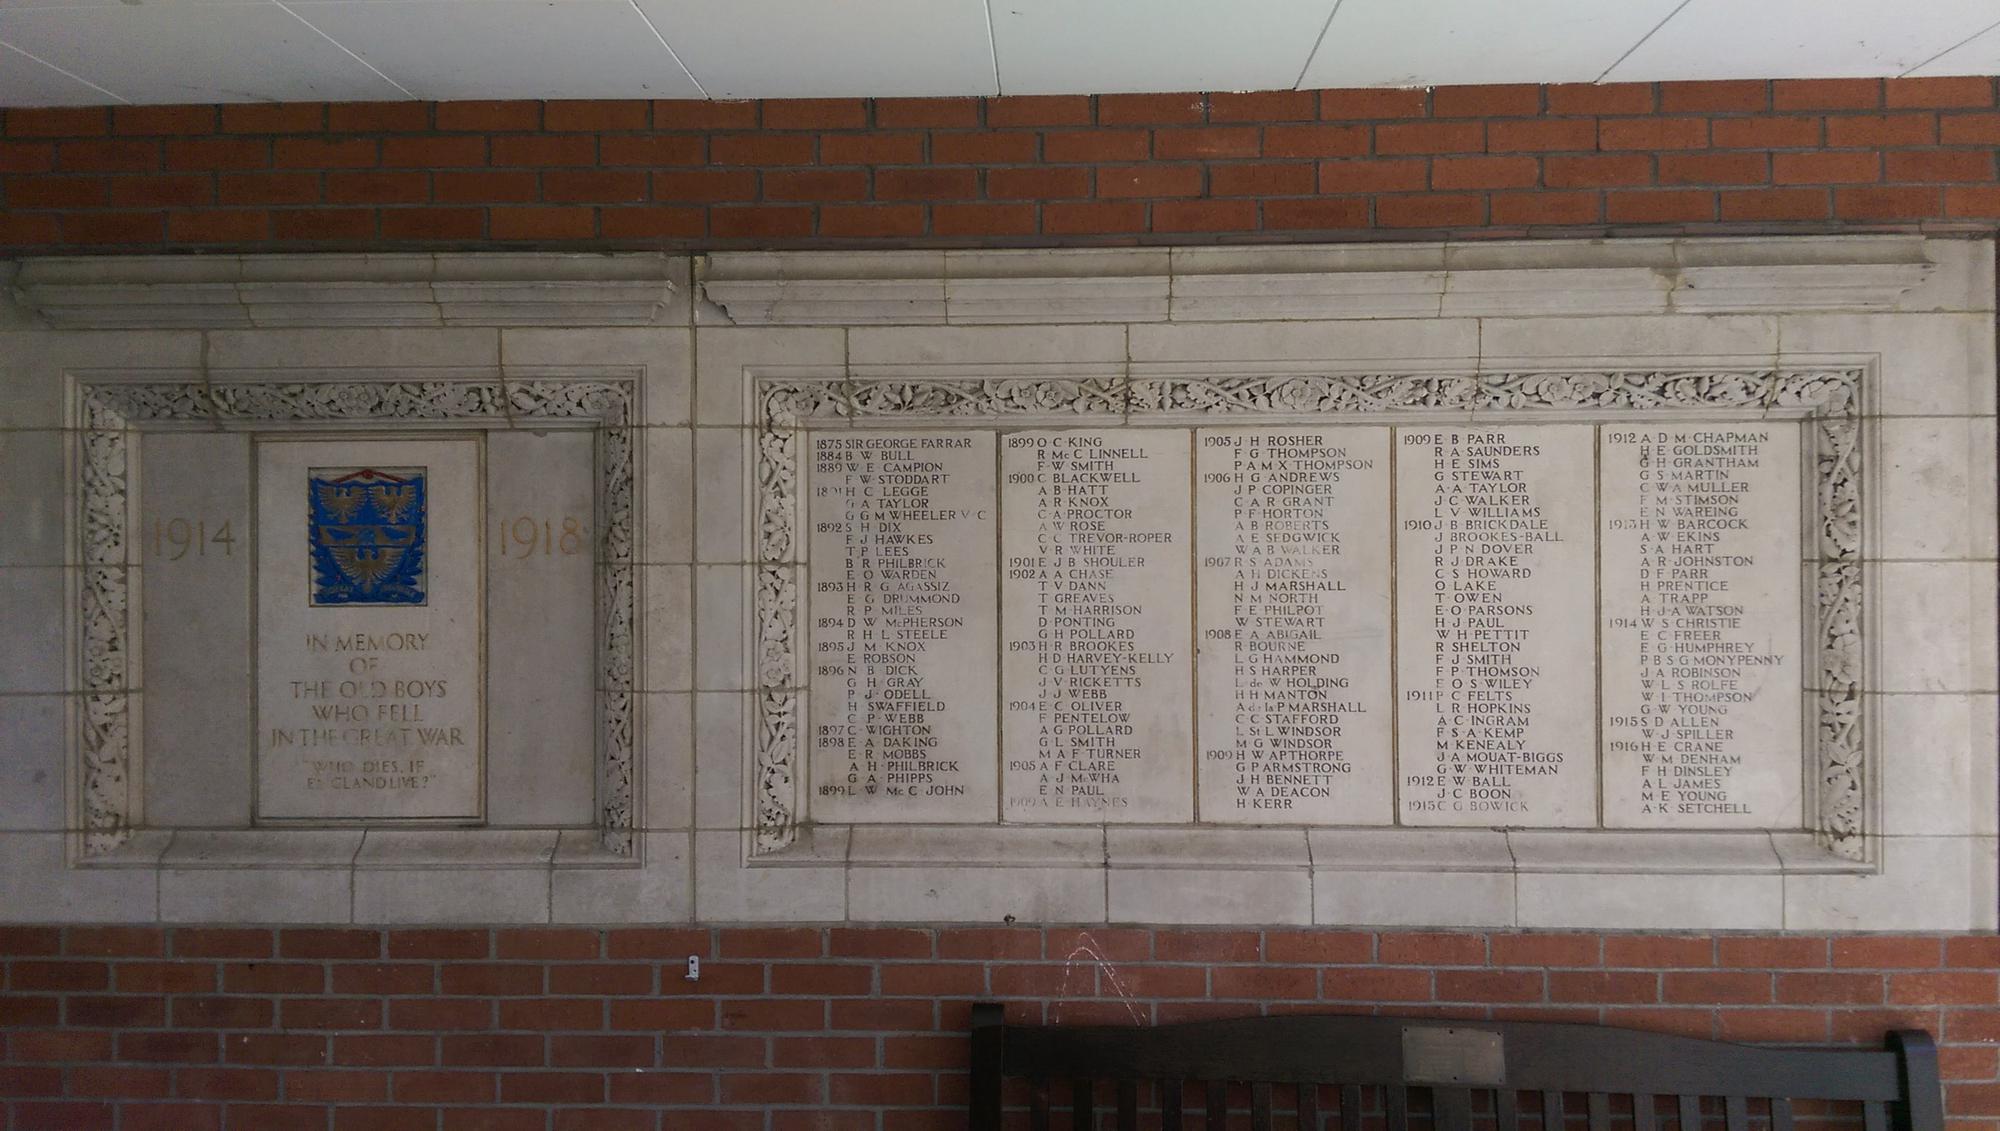 1914
1918
IN MEMORY
OF
THE OLD BOYS
WHO FELL
IN THE GREAT WAR
"WHO DIES, IF
ENGLAND LIVE?"
1875 SIR GEORGE FARRAR
1884 B W BULL
1889 W E CAMPION
F W STODDART
1891 H C LEGGE
G A TAYLOR
G G M WHEELER V C
1892 S H DIX
F J HAWKES
T P LEES
B R PHILBRICK
E O WARDEN
1893 H R G AGASSIZ
E G DRUMMOND
R P MILES
1894 D W McPHERSON
R H L STEELE
1895 J M KNOX
E ROBSON
1896 N B DICK
G H GRAY
P J ODELL
H SWAFFIELD
C P WEBB
1897 C WIGHTON
1898 E A DAKING
E R MOBBS
A H PHILBRICK
G A PHIPPS
1899 L W Mc C JOHN
1899 O C KING
R Mc C LINNELL
F W SMITH
1900 C BLACKWELL
A B HATT
A R KNOX
C A PROCTOR
A W ROSE
C C TREVOR-ROPER
V R WHITE
1901 E J B SHOULER
1902 A A CHASE
T V DANN
T GREAVES
T M HARRISON
D PONTING
G H POLLARD
1903 H R BROOKES
H D HARVEY-KELLY
C G LUTYENS
J V RICKETTS
J J WEBB
1904 E C OLIVER
F PENTELOW
A G POLLARD
G L SMITH
M A F TURNER
1905 A F CLARE
A J McWHA
E N PAUL
1909 A E HAYNES
1905 J H ROSHER
F G THOMPSON
P A M X THOMPSON
1906 H G ANDREWS
J P COPINGER
C A R GRANT
P F HORTON
A B ROBERTS
A E SEDGWICK
W A B WALKER
1907 R S ADAMS
A H DICKENS
H J MARSHALL
N M NORTH
F E PHILPOT
W STEWART
1908 E A ABIGAIL
R BOURNE
L G HAMMOND
H S HARPER
L de W HOLDING
H H MANTON
A de la P MARSHALL
C C STAFFORD
L St L WINDSOR
M G WINDSOR
1909 H W APTHORPE
G P ARMSTRONG
J H BENNETT
W A DEACON
H KERR
1909 E B PARR
R A SAUNDERS
H E SIMS
G STEWART
A A TAYLOR
J C WALKER
L V WILLIAMS
1910 J B BRICKDALE
J BROOKES-BALL
J P N DOVER
R J DRAKE
C S HOWARD
O LAKE
T OWEN
E O PARSONS
H J PAUL
W H PETTIT
R SHELTON
F J SMITH
F P THOMSON
E O S WILEY
1911 P C FELTS
L R HOPKINS
A C INGRAM
F S A KEMP
M KENEALY
J A MOUAT-BIGGS
G W WHITEMAN
1912 E W BALL
J C BOON
1915 C G BOWICK
1912 A D M CHAPMAN
H E GOLDSMITH
G H GRANTHAM
G S MARTIN
C W A MULLER
F M STIMSON
E N WAREING
1913 H W BARCOCK
A W EKINS
S A HART
A R JOHNSTON
D F PARR
H PRENTICE
A TRAPP
H J A WATSON
1914 W S CHRISTIE
E C FREER
E G HUMPHREY
P B S G MONYPENNY
J A ROBINSON
W L S ROLFE
W I THOMPSON
G W YOUNG
1915 S D ALLEN
W J SPILLER
1916 H E CRANE
W M DENHAM
F H DINSLEY
A L JAMES
M E YOUNG
A K SETCHELL